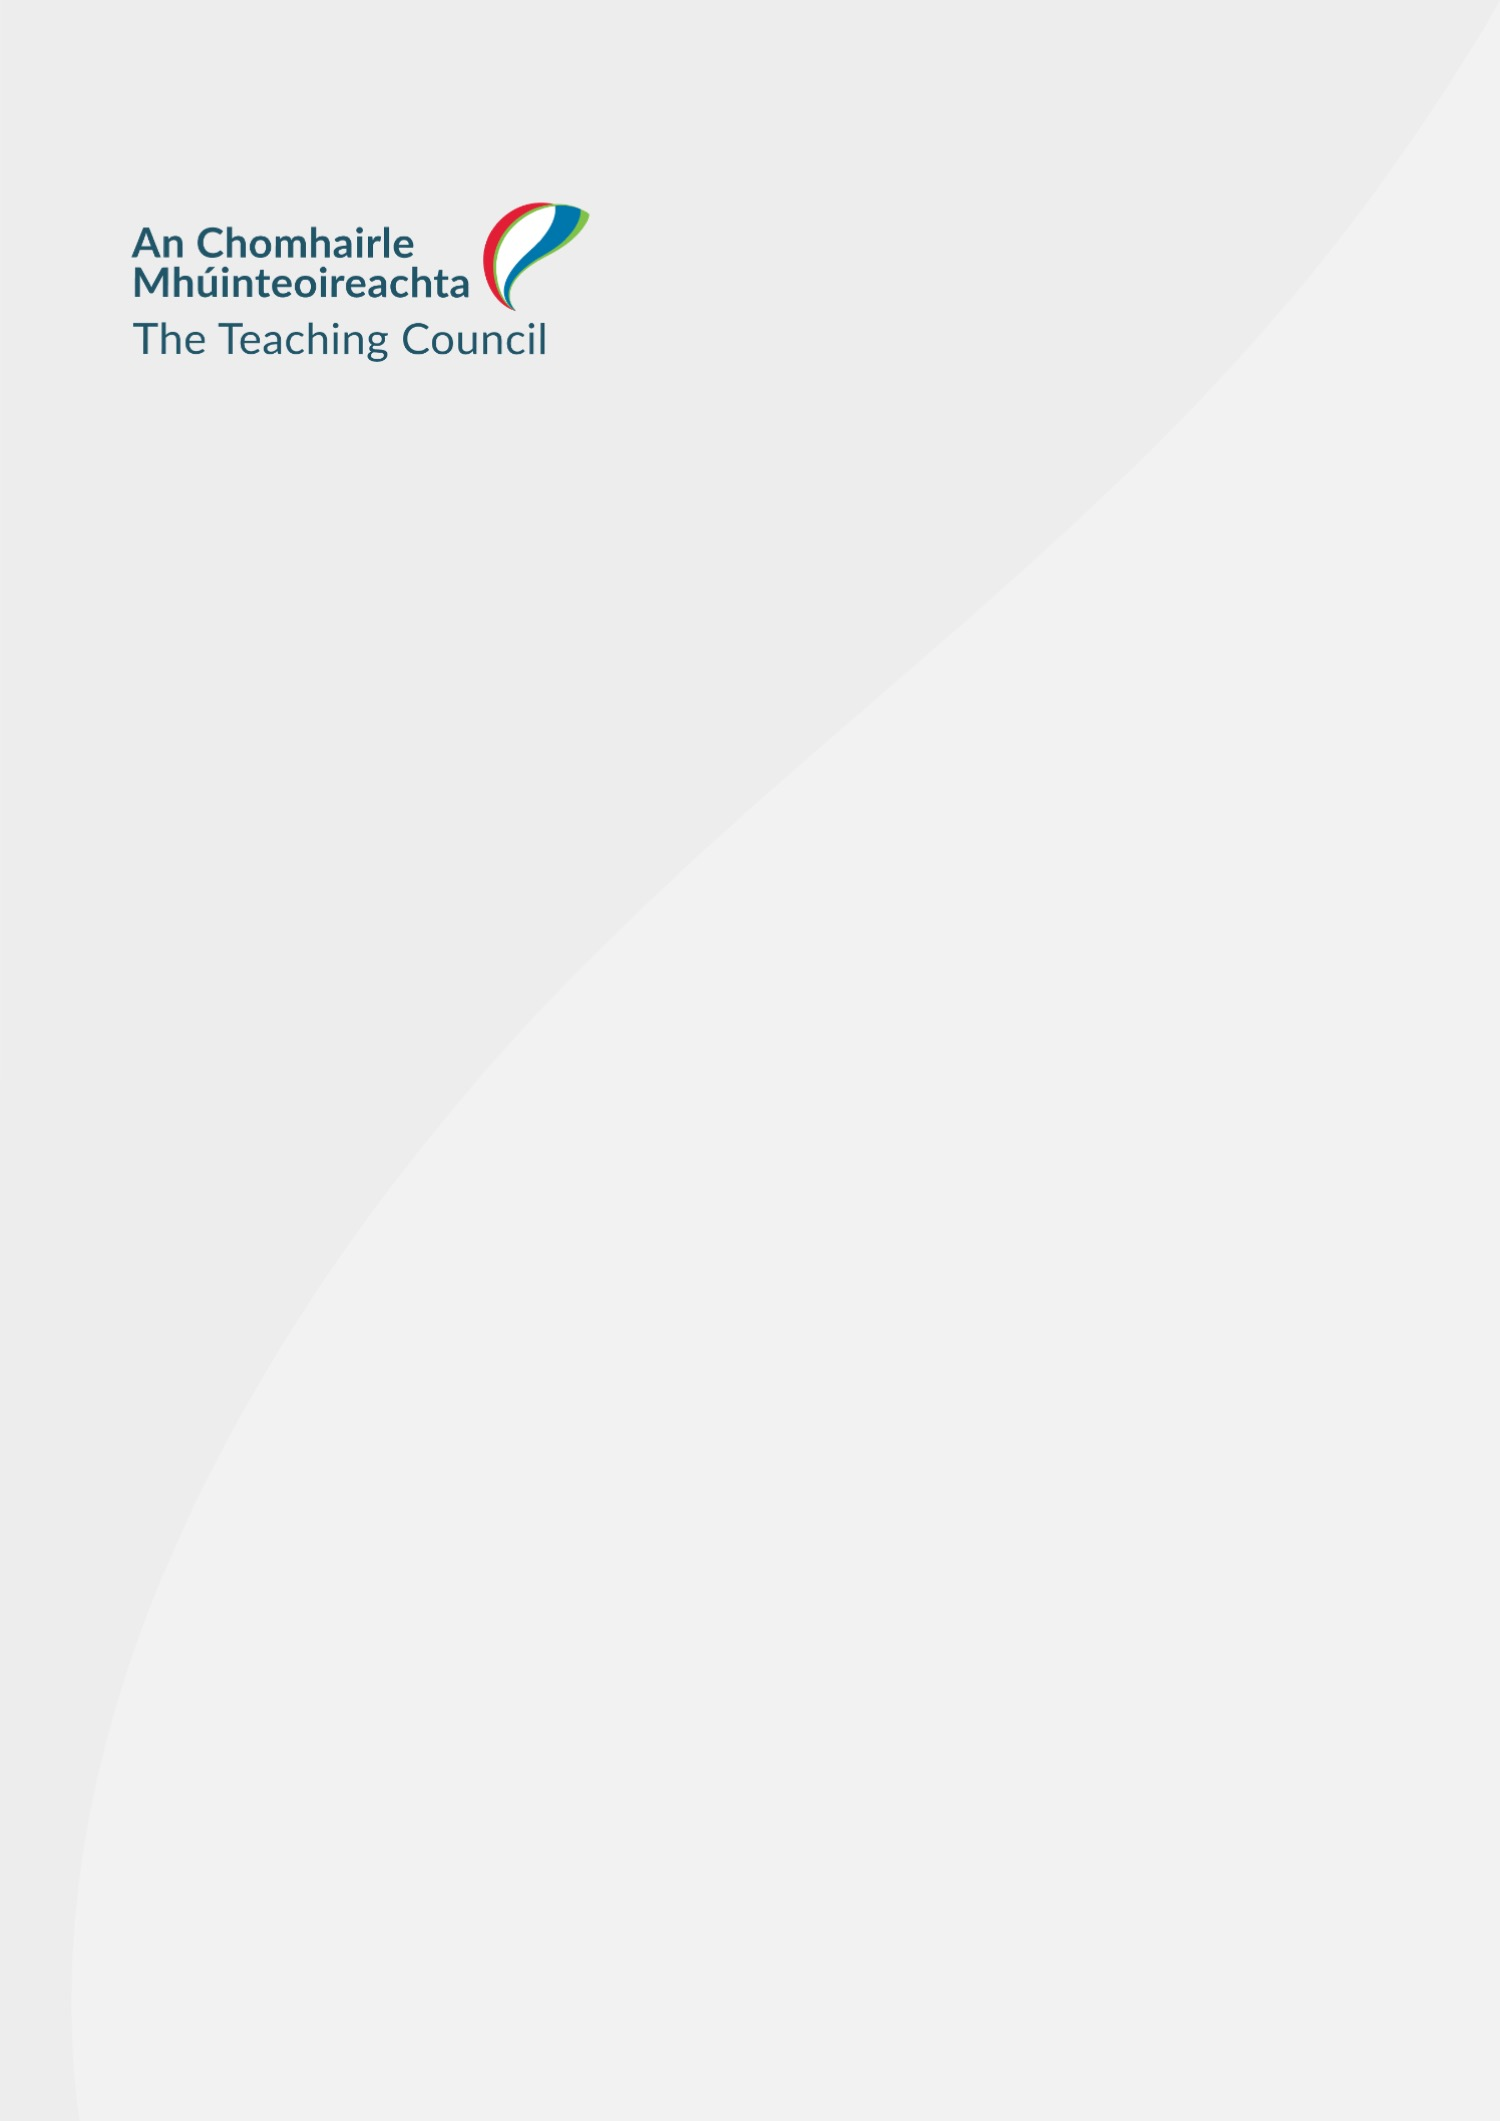 An Chomhairle
Mhúinteoireachta
The Teaching Council